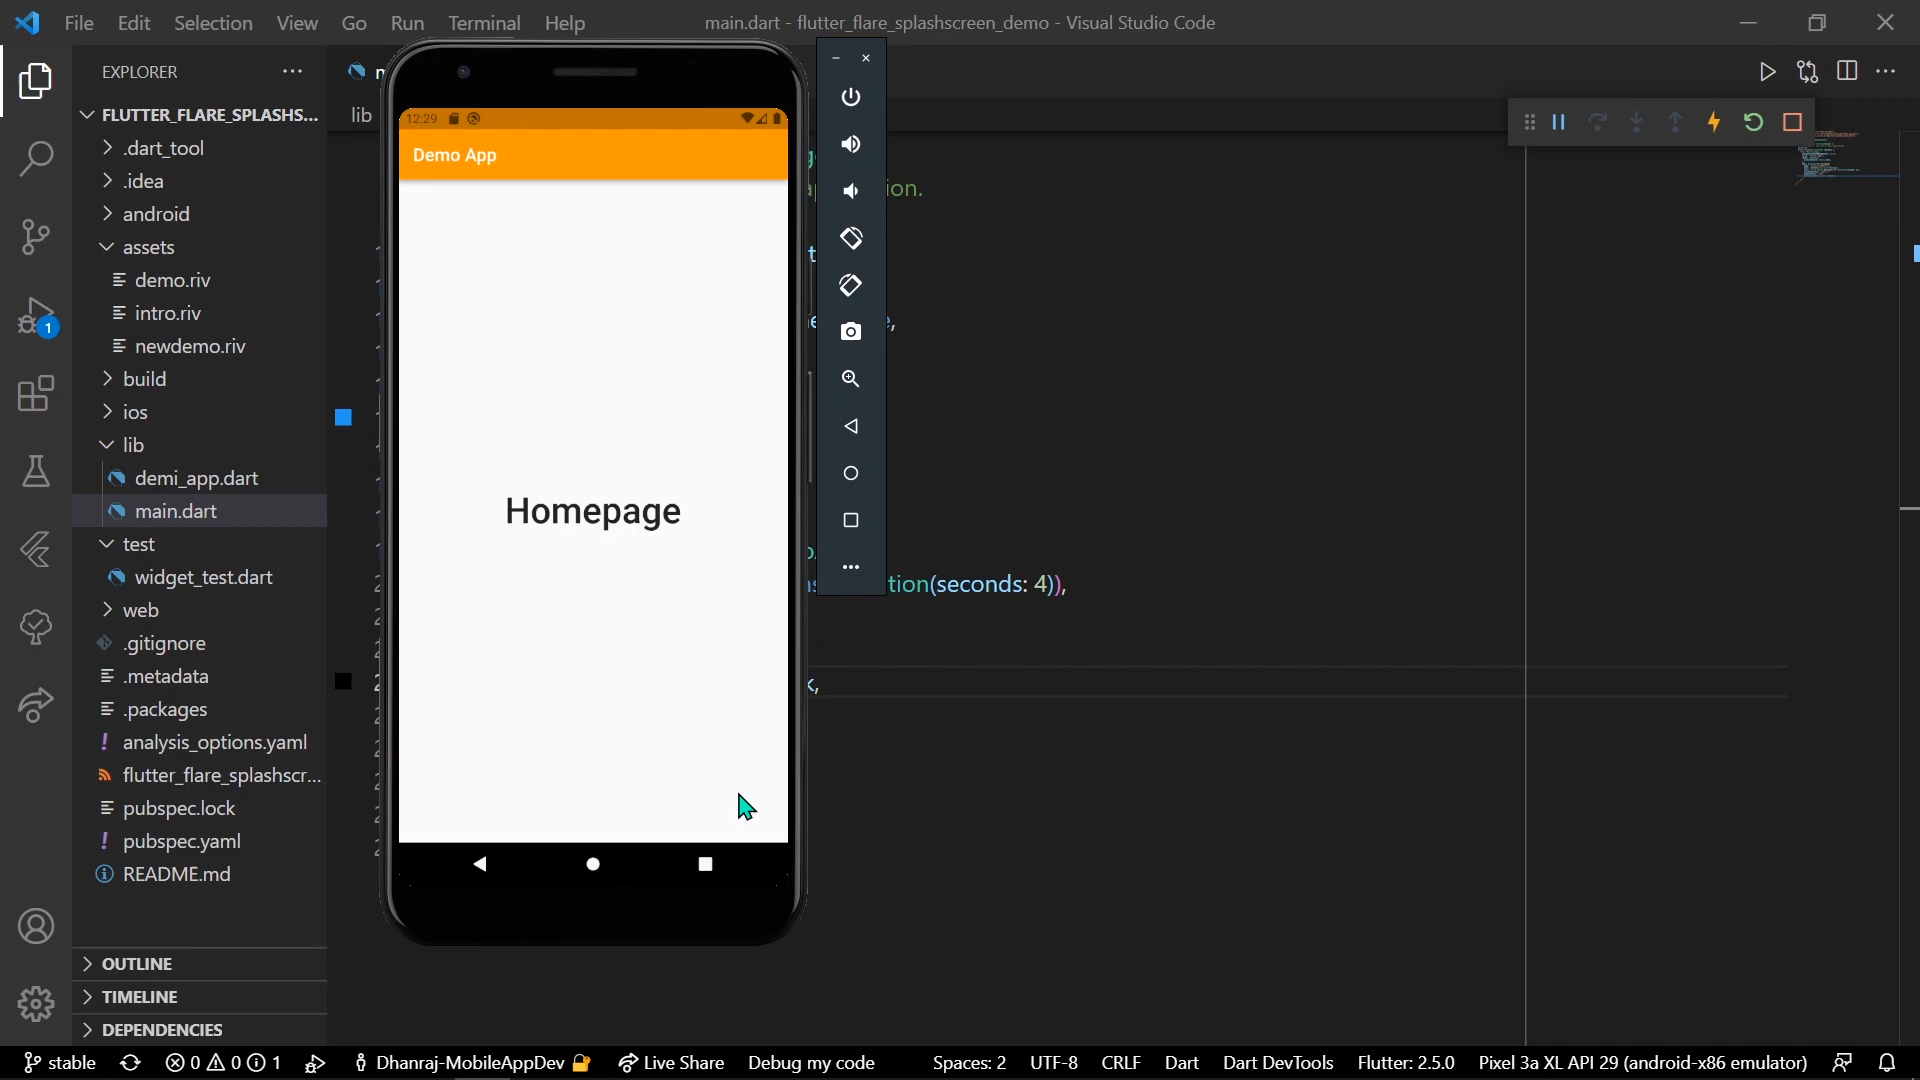 File Edit Selection View Go Run Terminal Help
main.dart - flutter_flare_splashscreen_demo - Visual Studio Code
EXPLORER
FLUTTER_FLARE_SPLASHS...
.dart_tool
.idea
android
assets
demo.riv
intro.riv
newdemo.riv
build
ios
lib
demi_app.dart
main.dart
test
widget_test.dart
web
.gitignore
.metadata
.packages
analysis_options.yaml
flutter_flare_splashscr...
pubspec.lock
pubspec.yaml
README.md
OUTLINE
TIMELINE
DEPENDENCIES
1
lib
12:29
Demo App
Homepage
ion.
tion(seconds: 4)),
stable 0 0 1 Dhanraj-MobileAppDev Live Share Debug my code Spaces: 2 UTF-8 CRLF Dart Dart DevTools Flutter: 2.5.0 Pixel 3a XL API 29 (android-x86 emulator)